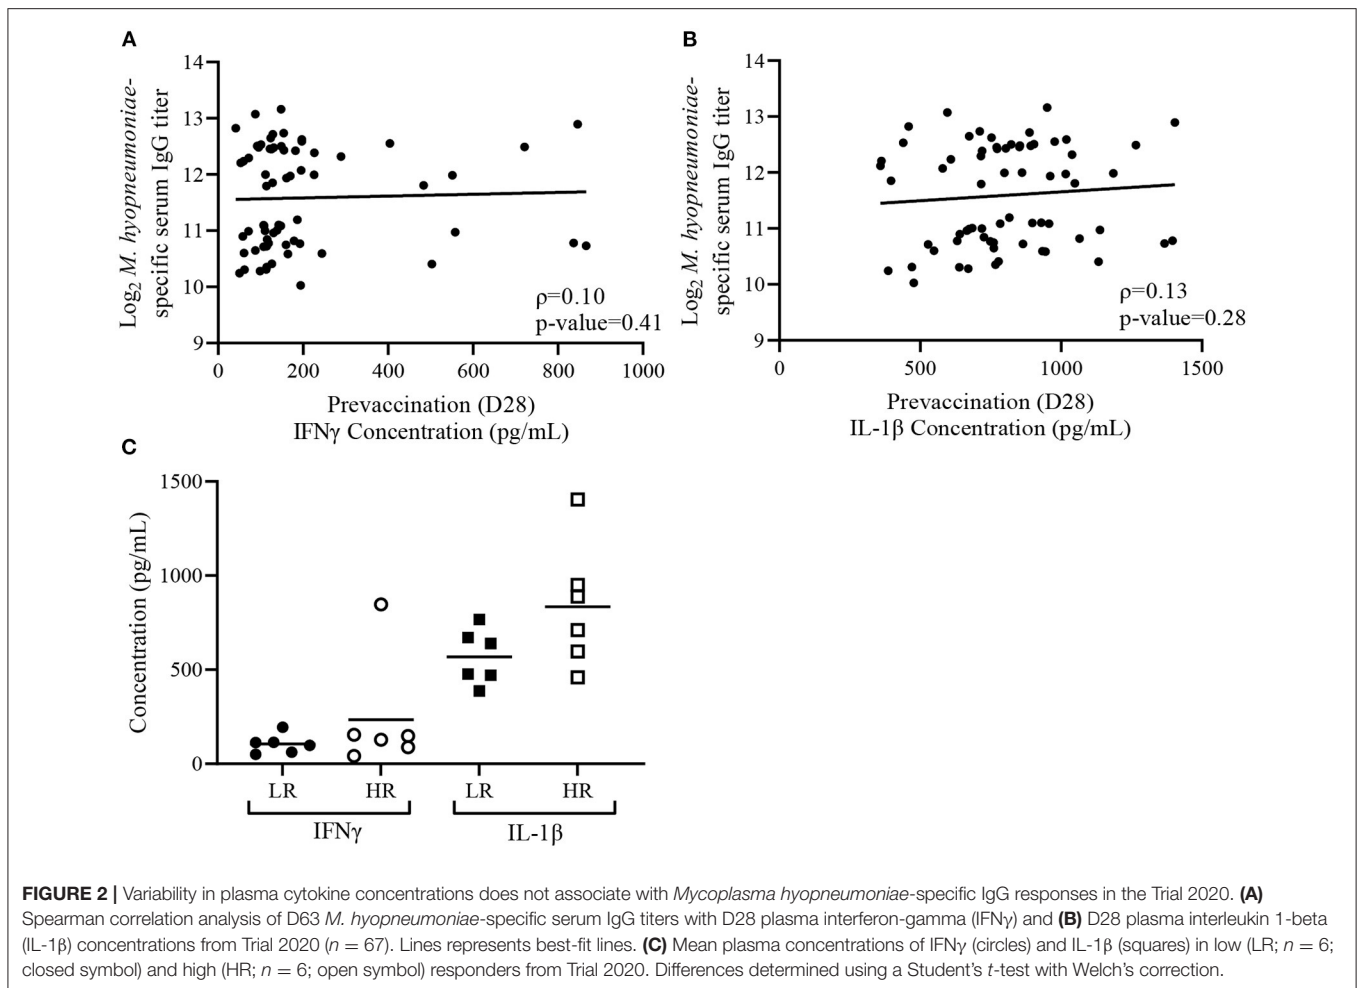 A
Log2 M. hyopneumoniae-
specific serum IgG titer
14
13
12
11
10
9
0
200
400
600
800
1000
ρ=0.10
p-value=0.41
Prevaccination (D28)
IFNγ Concentration (pg/mL)
B
Log2 M. hyopneumoniae-
specific serum IgG titer
14
13
12
11
10
9
0
500
1000
1500
ρ=0.13
p-value=0.28
Prevaccination (D28)
IL-1β Concentration (pg/mL)
C
Concentration (pg/mL)
1500
1000
500
0
LR
HR
LR
HR
IFNγ
IL-1β
FIGURE 2 | Variability in plasma cytokine concentrations does not associate with Mycoplasma hyopneumoniae-specific IgG responses in the Trial 2020. (A)
Spearman correlation analysis of D63 M. hyopneumoniae-specific serum IgG titers with D28 plasma interferon-gamma (IFNγ) and (B) D28 plasma interleukin 1-beta
(IL-1β) concentrations from Trial 2020 (n = 67). Lines represents best-fit lines. (C) Mean plasma concentrations of IFNγ (circles) and IL-1β (squares) in low (LR; n = 6;
closed symbol) and high (HR; n = 6; open symbol) responders from Trial 2020. Differences determined using a Student's t-test with Welch's correction.